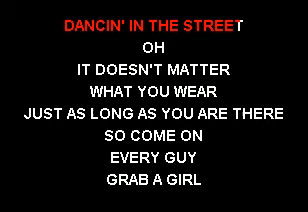 DANCIN' IN THE STREET
OH
IT DOESN'T MATTER
WHAT YOU WEAR
JUST AS LONG AS YOU ARE THERE
SO COME ON
EVERY GUY
GRAB A GIRL